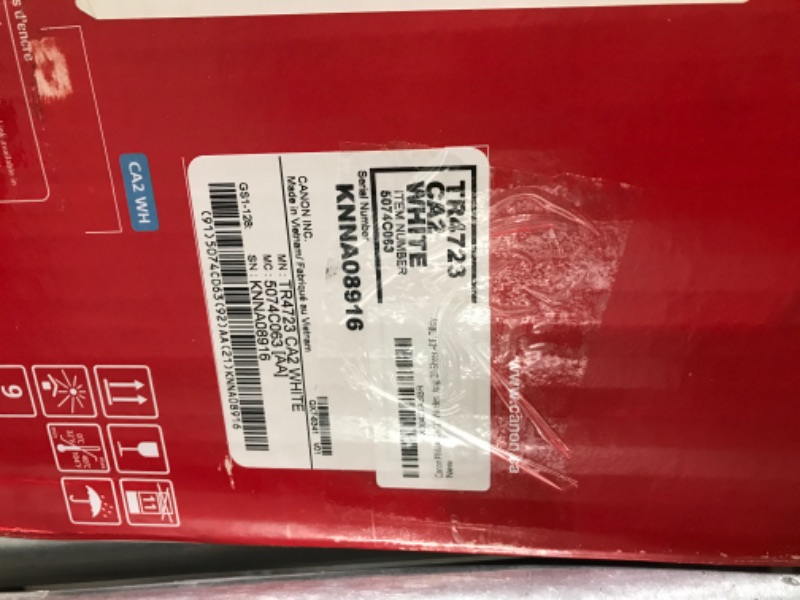 s d'encre
CA2 WH
TR4723
CA2
WHITE
ITEM NUMBER
5074C063
Serial Number
KNNA08916
CANON INC.
Made in Vietnam/ Fabriqué au Vietnam
MN : TR4723 CA2 WHITE
MC : 5074C063 [AA]
SN : KNNA08916
GS1-128:
(91)5074C063(92)AA(21)KNNA08916
www.canon.ca
9
11